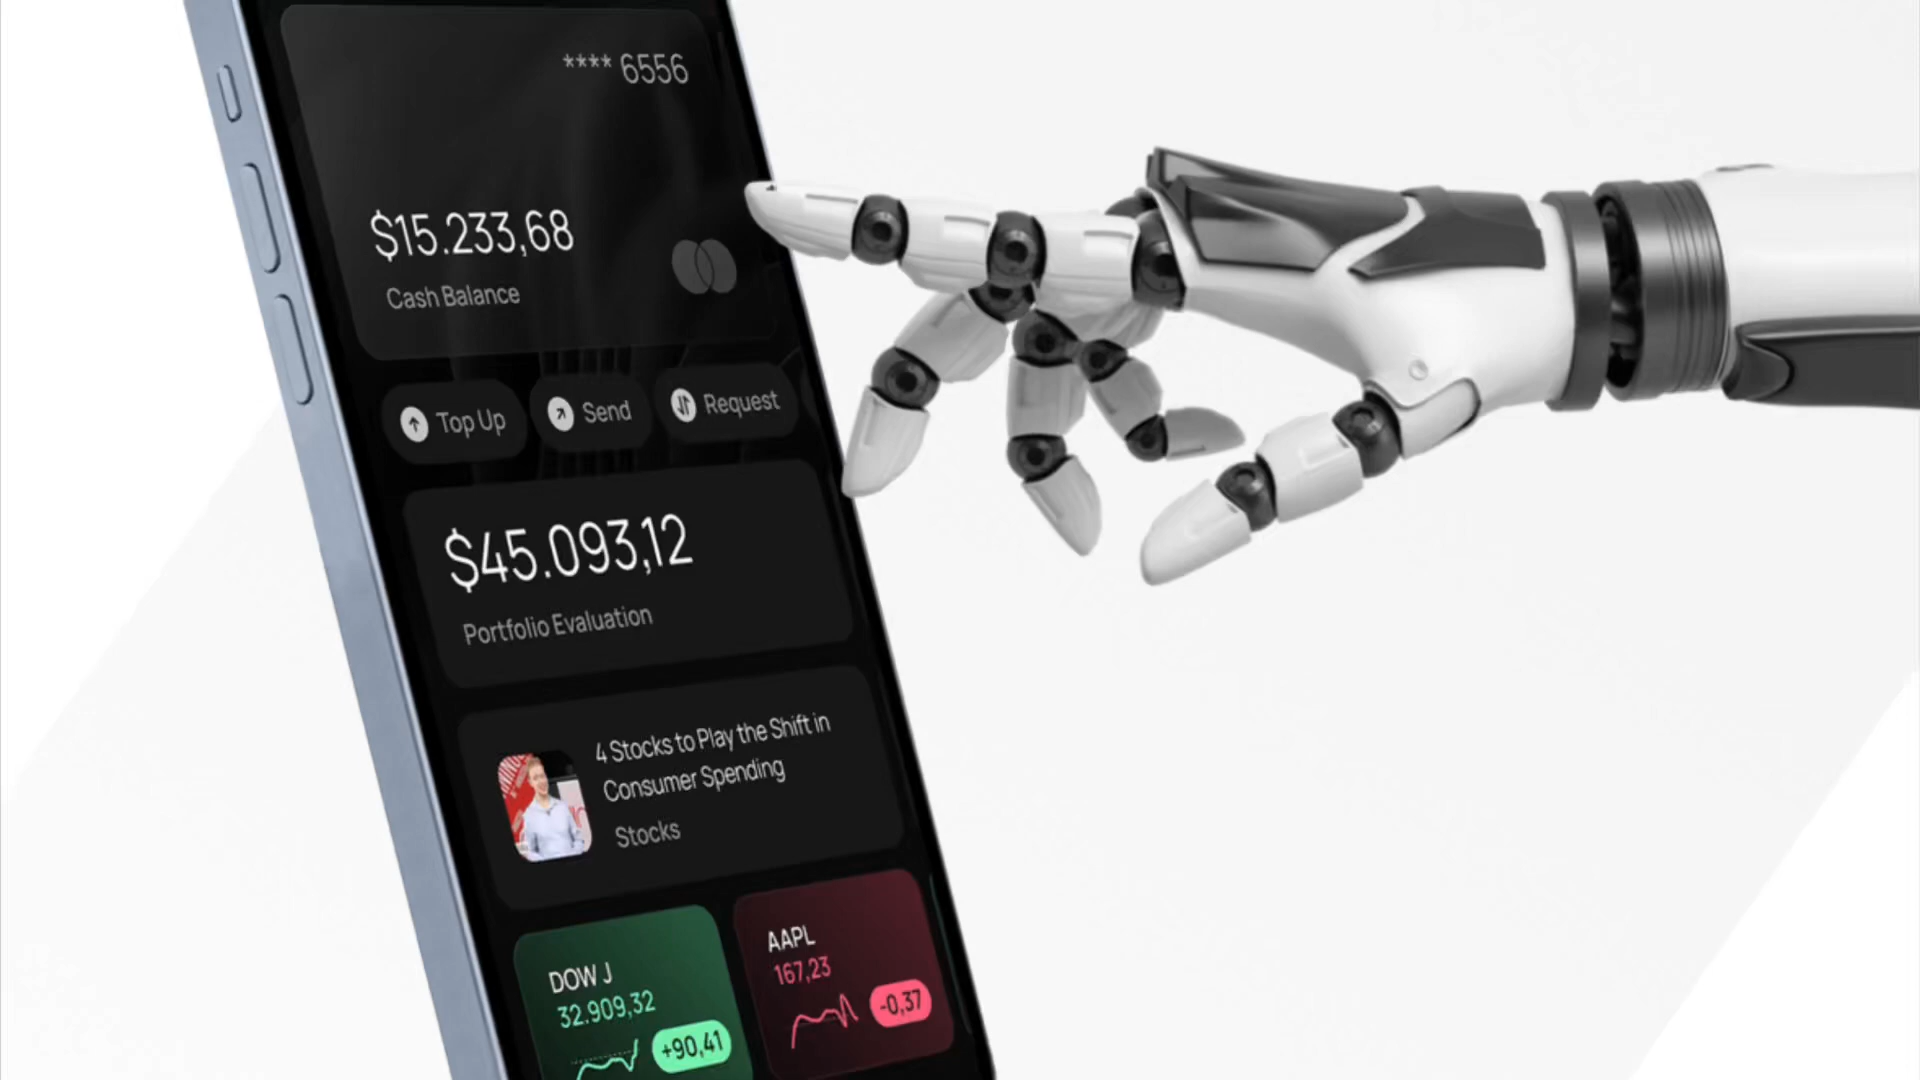 **** 6556
$15.233,68
Cash Balance
Top Up
Send
Request
$45.093,12
Portfolio Evaluation
4 Stocks to Play the Shift in
Consumer Spending
Stocks
DOW J
32.909,32
+90,41
AAPL
167,23
-0,37